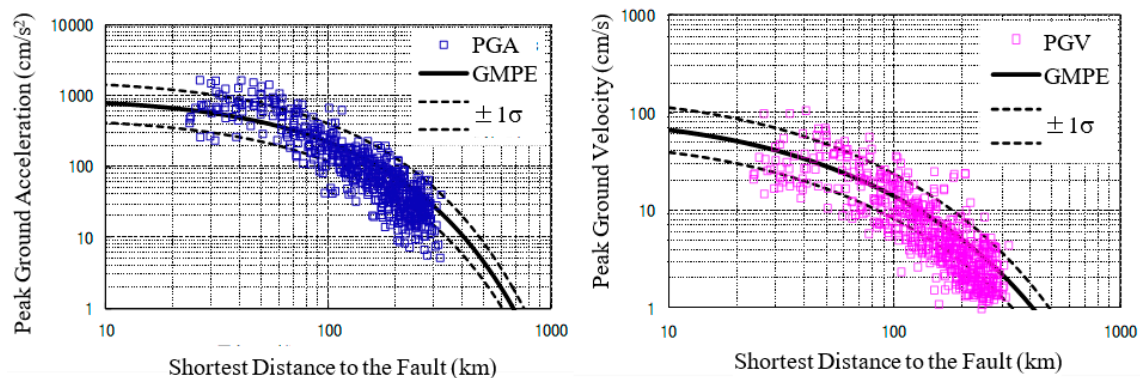 Peak Ground Acceleration (cm/s²)
10000
1000
100
10
1
10
100
1000
Shortest Distance to the Fault (km)
PGA
GMPE
±1σ
Peak Ground Velocity (cm/s)
1000
100
10
1
10
100
1000
Shortest Distance to the Fault (km)
PGV
GMPE
±1σ